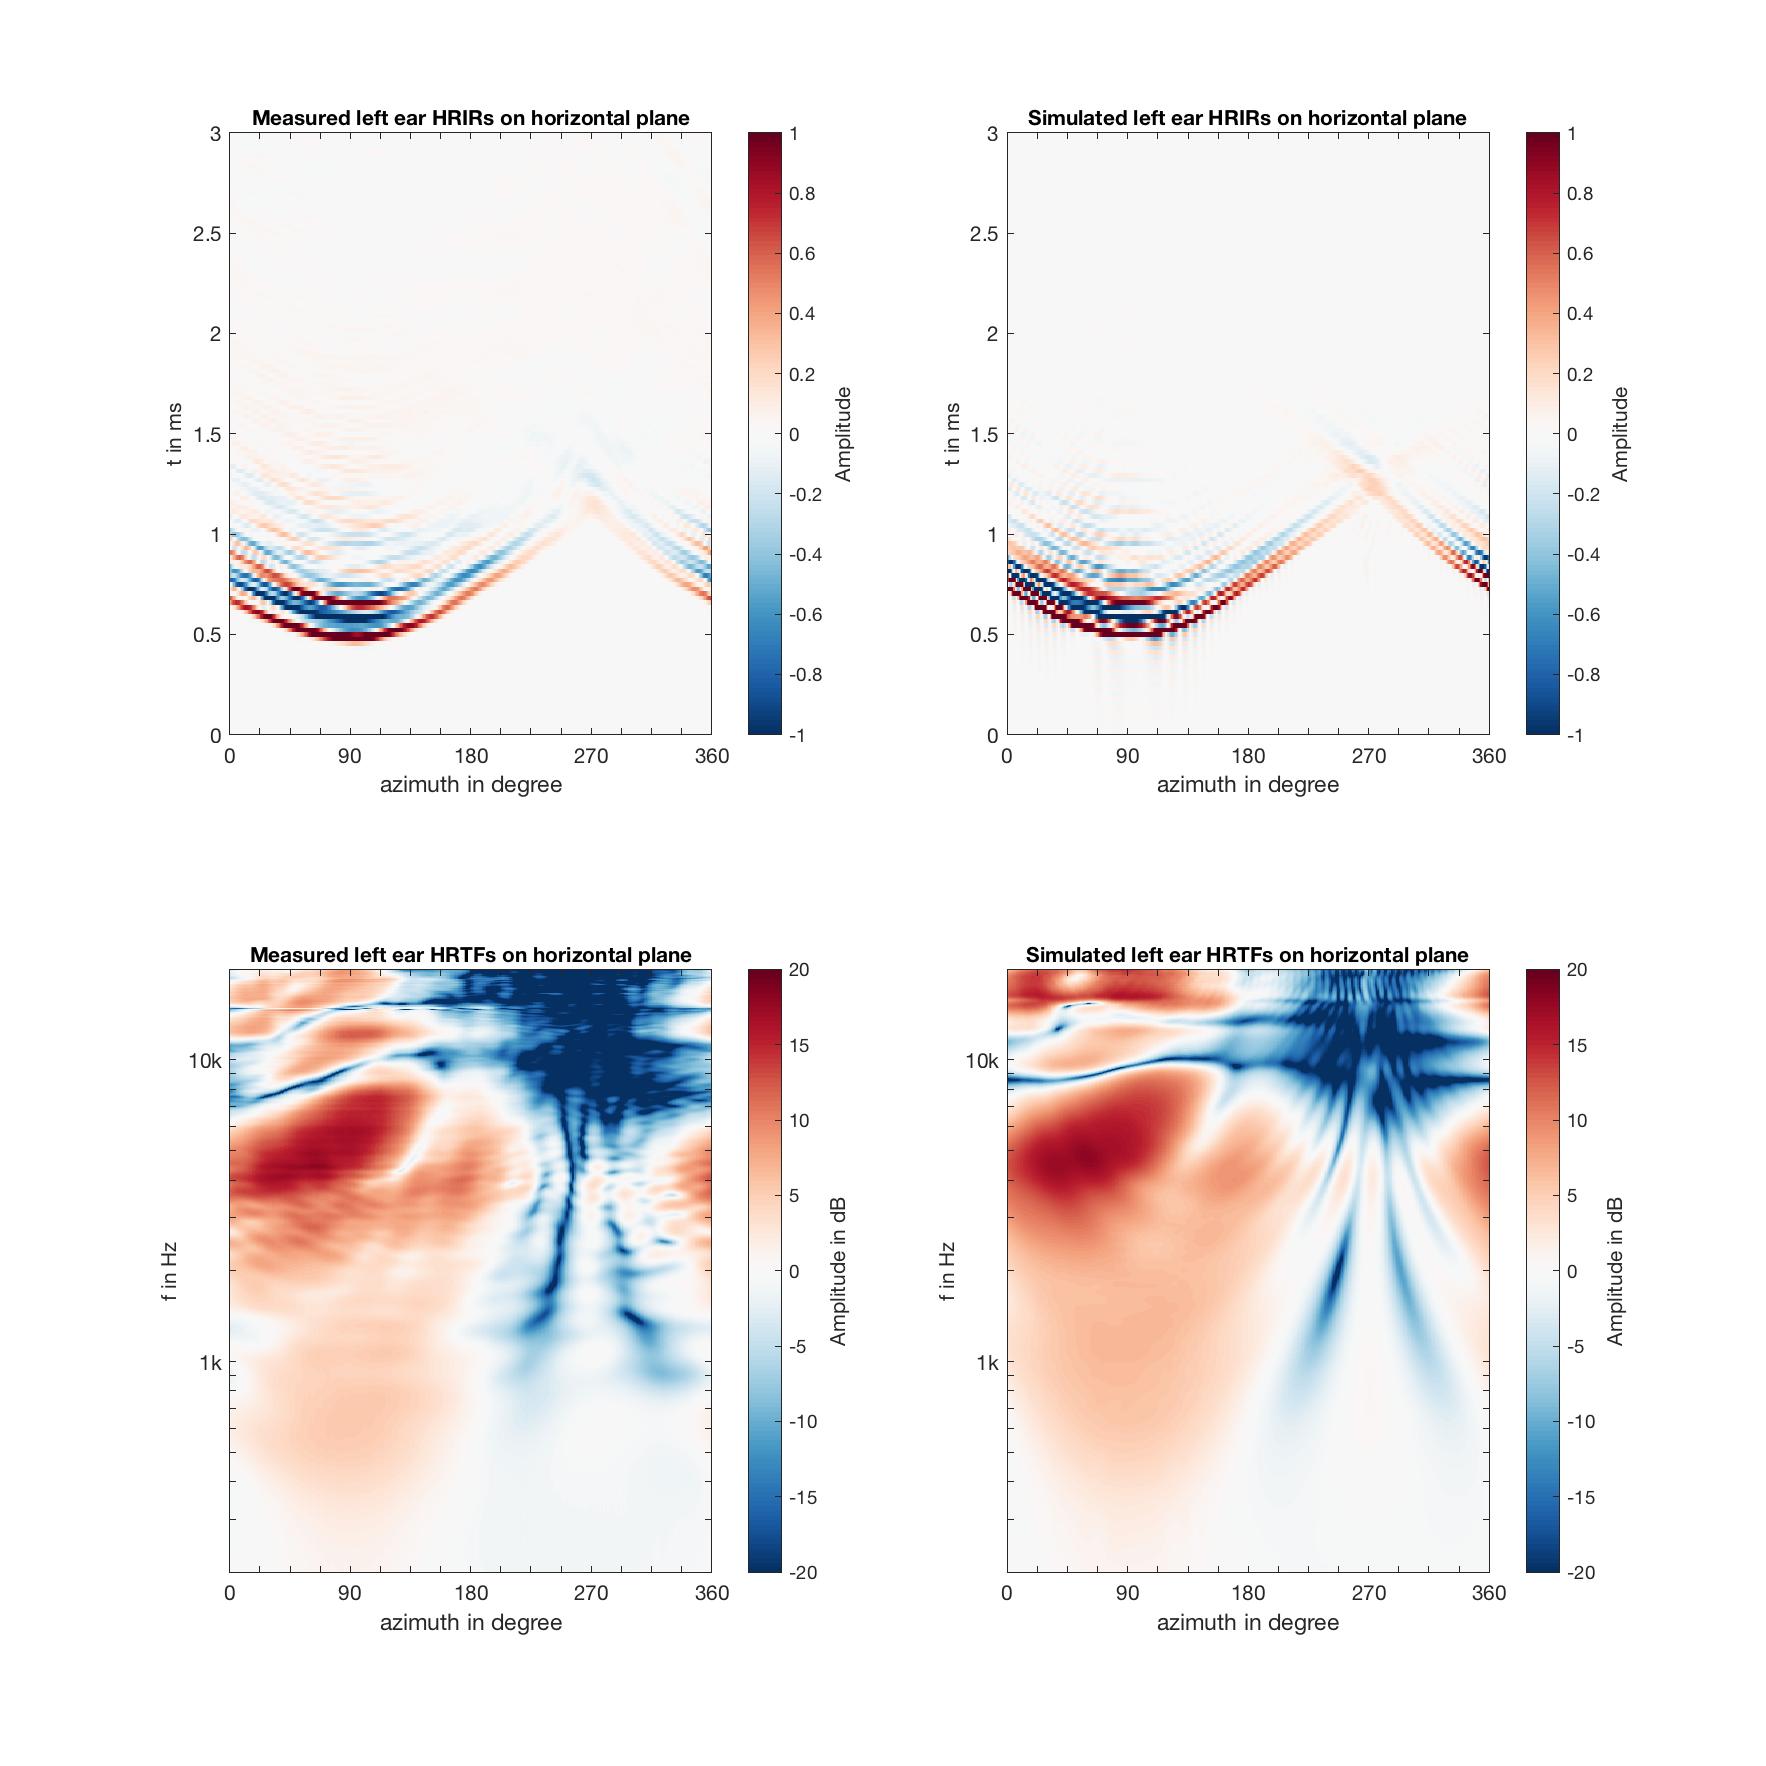 Measured left ear HRIRs on horizontal plane
3
2.5
2
1.5
1
0.5
0
t in ms
0 90 180 270 360
azimuth in degree
1
0.8
0.6
0.4
0.2
0
-0.2
-0.4
-0.6
-0.8
-1
Amplitude
Simulated left ear HRIRs on horizontal plane
3
2.5
2
1.5
1
0.5
0
t in ms
0 90 180 270 360
azimuth in degree
1
0.8
0.6
0.4
0.2
0
-0.2
-0.4
-0.6
-0.8
-1
Amplitude
Measured left ear HRTFs on horizontal plane
10k
1k
f in Hz
0 90 180 270 360
azimuth in degree
20
15
10
5
0
-5
-10
-15
-20
Amplitude in dB
Simulated left ear HRTFs on horizontal plane
10k
1k
f in Hz
0 90 180 270 360
azimuth in degree
20
15
10
5
0
-5
-10
-15
-20
Amplitude in dB